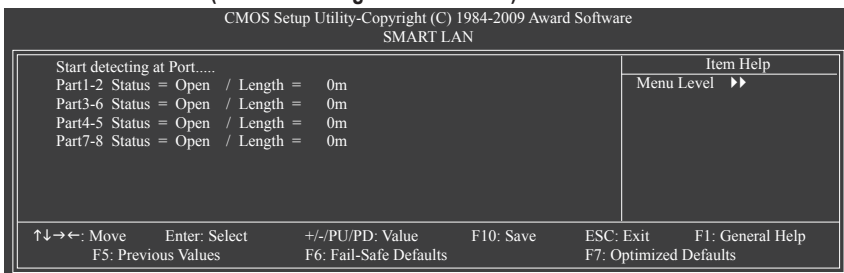 CMOS Setup Utility-Copyright (C) 1984-2009 Award Software
SMART LAN
Start detecting at Port.....
Part1-2 Status = Open / Length = 0m
Part3-6 Status = Open / Length = 0m
Part4-5 Status = Open / Length = 0m
Part7-8 Status = Open / Length = 0m
Item Help
Menu Level ▶▶
↑↓→←: Move Enter: Select +/-/PU/PD: Value F10: Save ESC: Exit F1: General Help
F5: Previous Values F6: Fail-Safe Defaults F7: Optimized Defaults